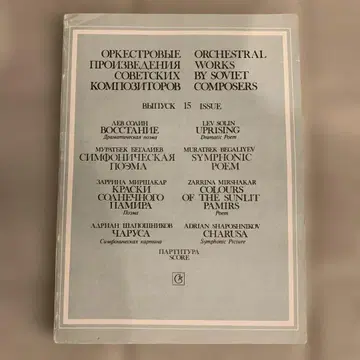 ОРКЕСТРОВЫЕ
ПРОИЗВЕДЕНИЯ
СОВЕТСКИХ
КОМПОЗИТОРОВ
ORCHESTRAL
WORKS
BY SOVIET
COMPOSERS
ВЫПУСК 15 ISSUE
ЛЕВ СОЛИН
ВОССТАНИЕ
Драматическая поэма
LEV SOLIN
UPRISING
Dramatic Poem
МУРАТБЕК БЕГАЛИЕВ
СИМФОНИЧЕСКАЯ
ПОЭМА
MURATBEK BEGALIYEV
SYMPHONIC
POEM
ЗАРРИНА МИРШАКАР
КРАСКИ
СОЛНЕЧНОГО
ПАМИРА
Поэма
ZARRINA MIRSHAKAR
COLOURS
OF THE SUNLIT
PAMIRS
Poem
АДРИАН ШАПОШНИКОВ
ЧАРУСА
Симфоническая картина
ADRIAN SHAPOSHNIKOV
CHARUSA
Symphonic Picture
ПАРТИТУРА
SCORE